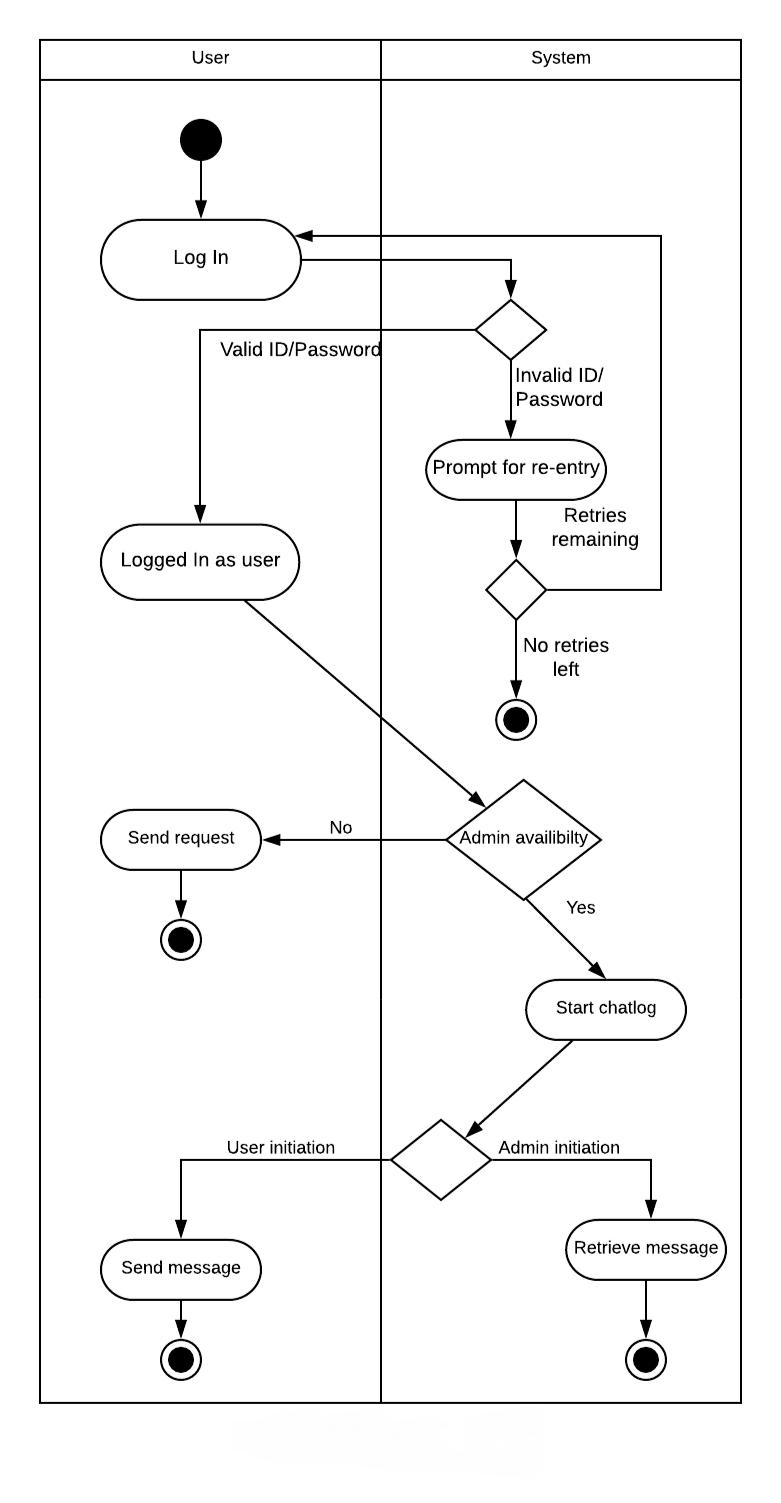 User
System
Log In
Valid ID/Password
Invalid ID/
Password
Prompt for re-entry
Retries
remaining
Logged In as user
No retries
left
Send request
No
Admin availibilty
Yes
Start chatlog
User initiation
Admin initiation
Send message
Retrieve message